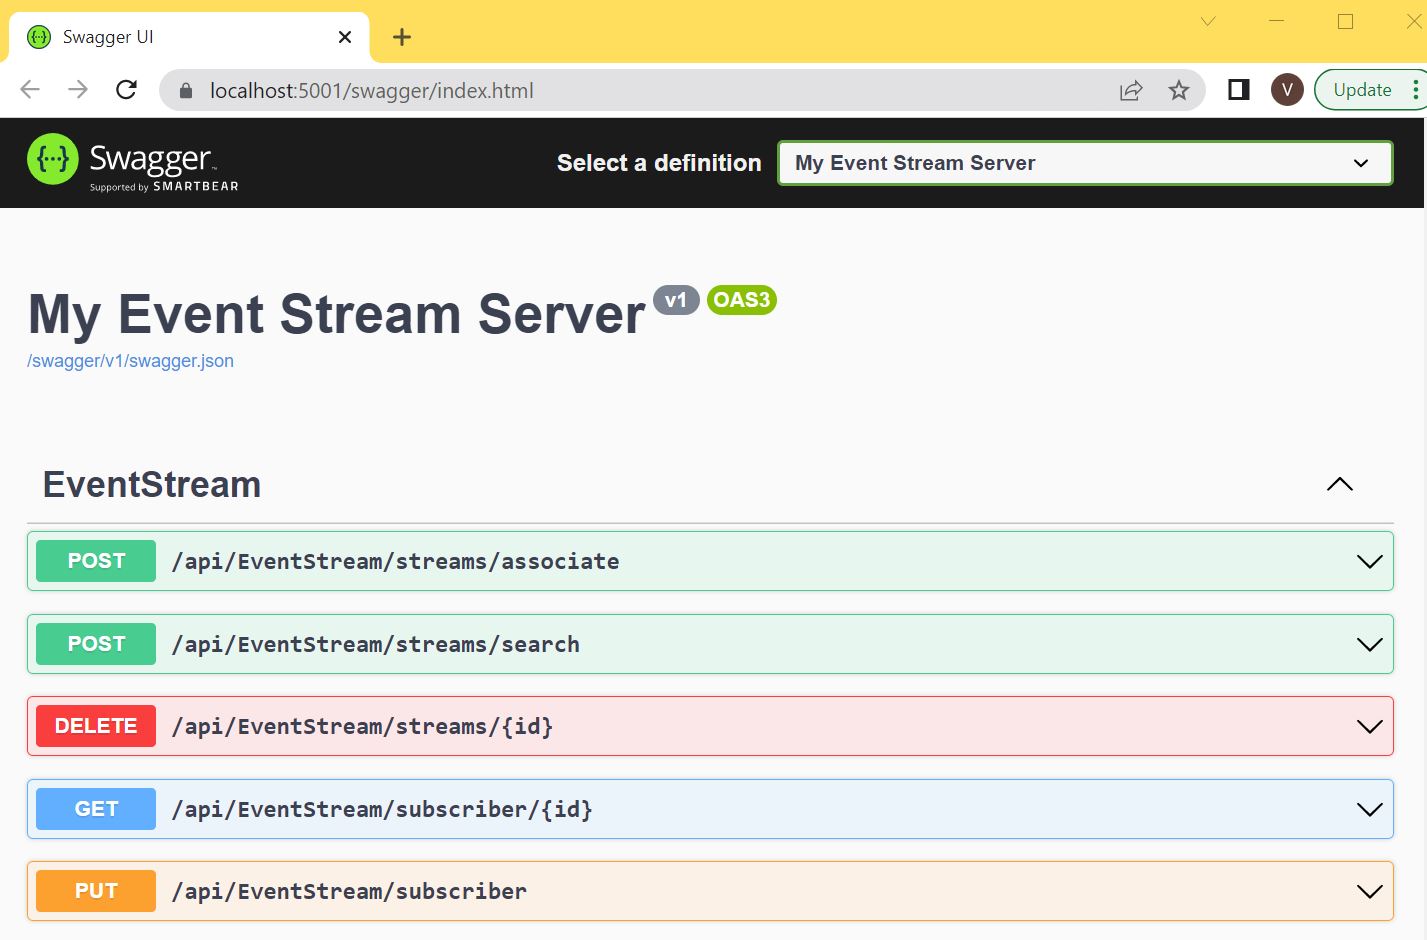 Swagger UI
localhost:5001/swagger/index.html
V
Update
{···} Swagger™
Supported by SMARTBEAR
Select a definition
My Event Stream Server
My Event Stream Server v1 OAS3
/swagger/v1/swagger.json
EventStream
POST /api/EventStream/streams/associate
POST /api/EventStream/streams/search
DELETE /api/EventStream/streams/{id}
GET /api/EventStream/subscriber/{id}
PUT /api/EventStream/subscriber